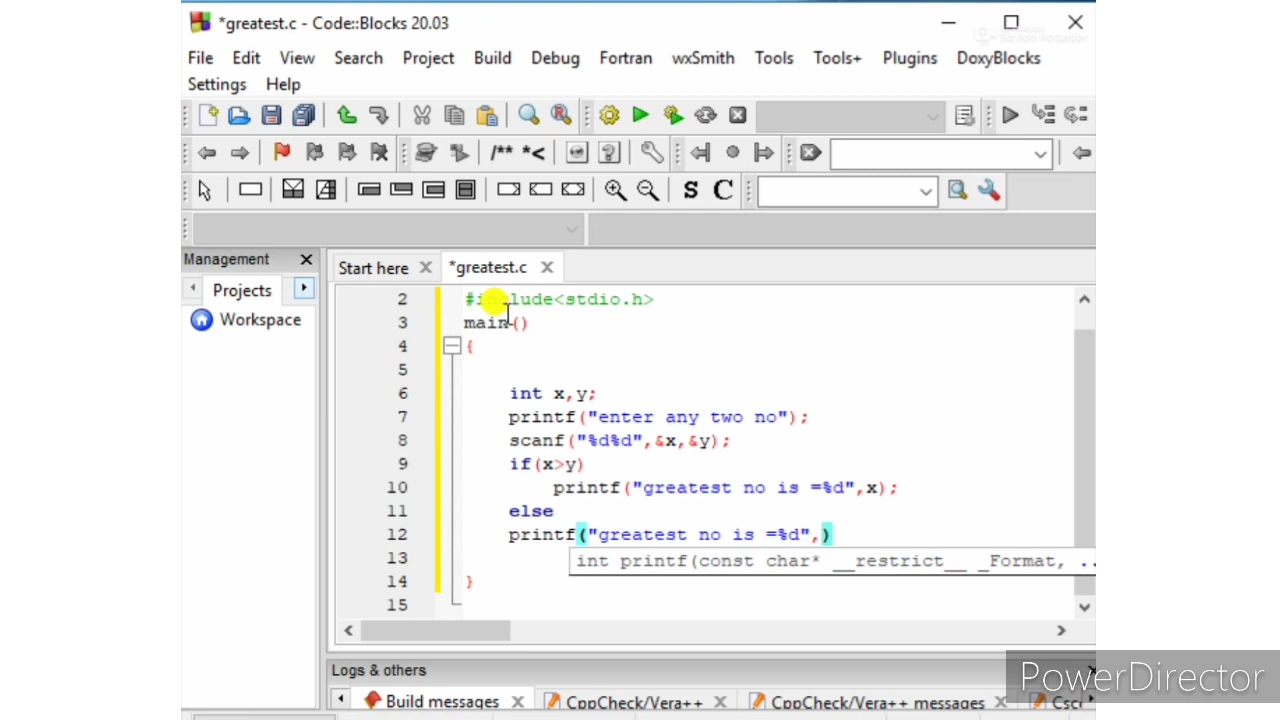 *greatest.c - Code::Blocks 20.03
File Edit View Search Project Build Debug Fortran wxSmith Tools Tools+ Plugins DoxyBlocks
Settings Help
/** *<
S C
Management
Start here *greatest.c
Projects
Workspace
2 #include<stdio.h>
3 main()
4 {
5
6 int x,y;
7 printf("enter any two no");
8 scanf("%d%d",&x,&y);
9 if(x>y)
10 printf("greatest no is =%d",x);
11 else
12 printf("greatest no is =%d",)
13 int printf(const char* __restrict__ _Format, ..
14 }
15
Logs & others
Build messages CppCheck/Vera++ CppCheck/Vera++ messages Csc
PowerDirector